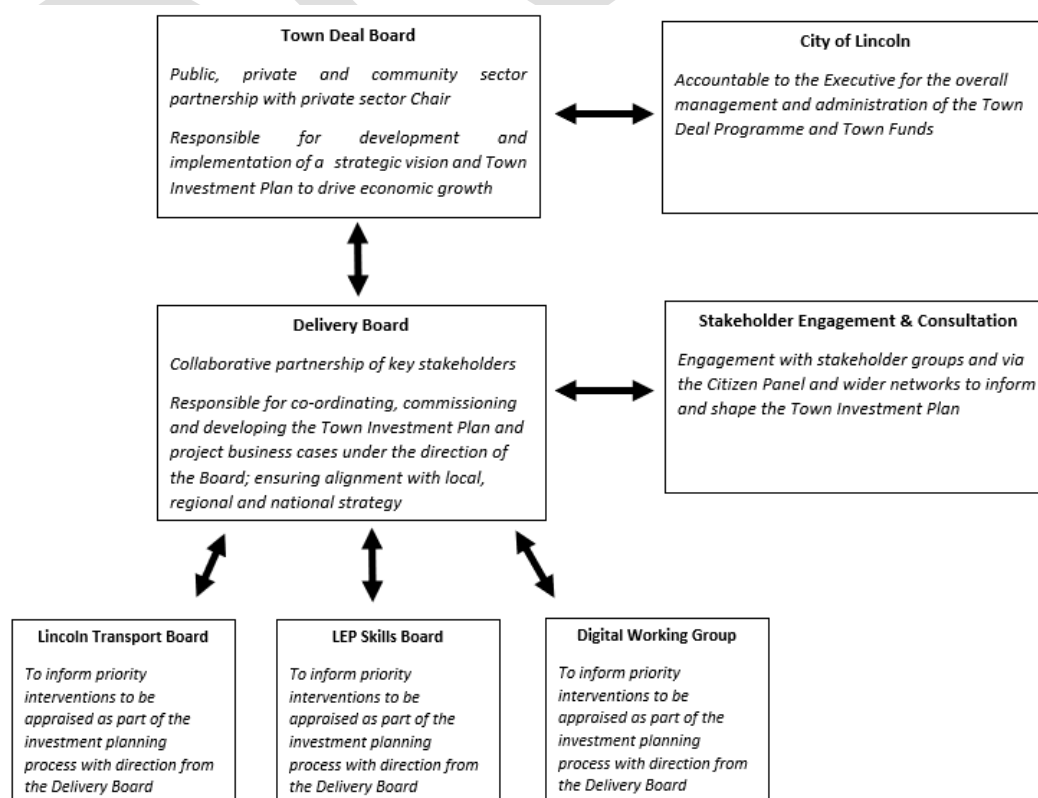 Town Deal Board
Public, private and community sector
partnership with private sector Chair
Responsible for development and
implementation of a strategic vision and Town
Investment Plan to drive economic growth
City of Lincoln
Accountable to the Executive for the overall
management and administration of the Town
Deal Programme and Town Funds
Delivery Board
Collaborative partnership of key stakeholders
Responsible for co-ordinating, commissioning
and developing the Town Investment Plan and
project business cases under the direction of
the Board; ensuring alignment with local,
regional and national strategy
Stakeholder Engagement & Consultation
Engagement with stakeholder groups and via
the Citizen Panel and wider networks to inform
and shape the Town Investment Plan
Lincoln Transport Board
To inform priority
interventions to be
appraised as part of the
investment planning
process with direction from
the Delivery Board
LEP Skills Board
To inform priority
interventions to be
appraised as part of the
investment planning
process with direction from
the Delivery Board
Digital Working Group
To inform priority
interventions to be
appraised as part of the
investment planning
process with direction from
the Delivery Board